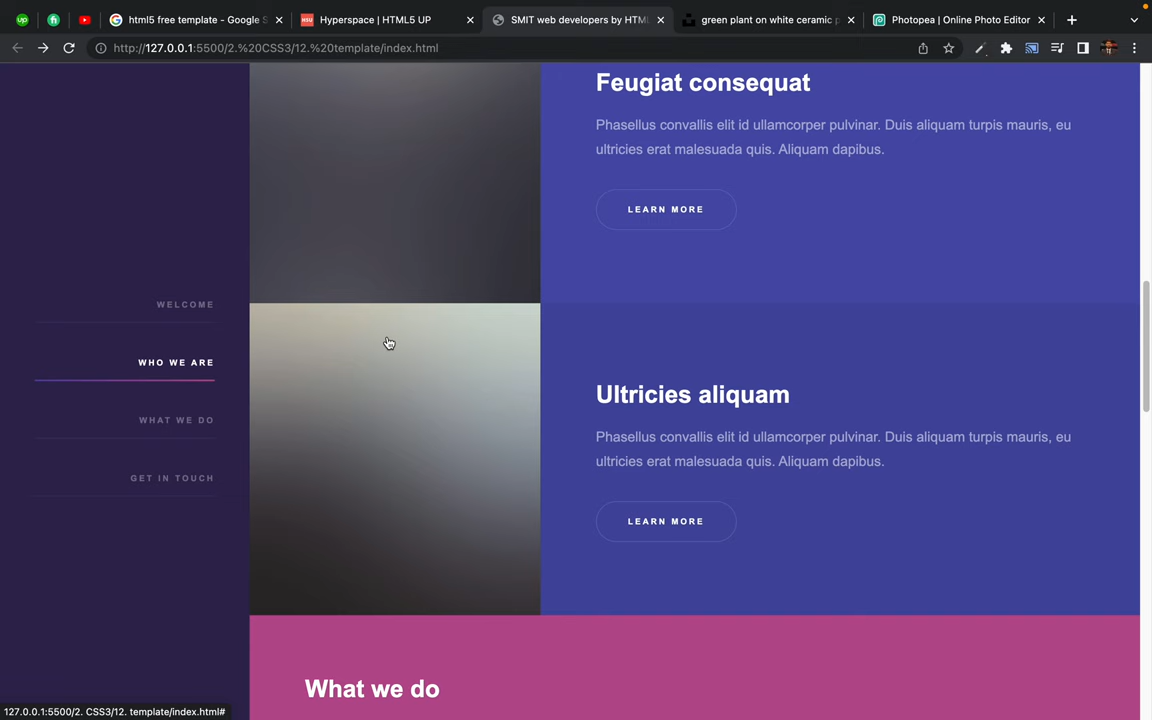 html5 free template - Google S
Hyperspace | HTML5 UP
SMIT web developers by HTML
green plant on white ceramic p
Photopea | Online Photo Editor
http://127.0.0.1:5500/2.%20CSS3/12.%20template/index.html
Feugiat consequat
Phasellus convallis elit id ullamcorper pulvinar. Duis aliquam turpis mauris, eu
ultricies erat malesuada quis. Aliquam dapibus.
LEARN MORE
WELCOME
WHO WE ARE
WHAT WE DO
GET IN TOUCH
Ultricies aliquam
Phasellus convallis elit id ullamcorper pulvinar. Duis aliquam turpis mauris, eu
ultricies erat malesuada quis. Aliquam dapibus.
LEARN MORE
What we do
127.0.0.1:5500/2. CSS3/12. template/index.html#